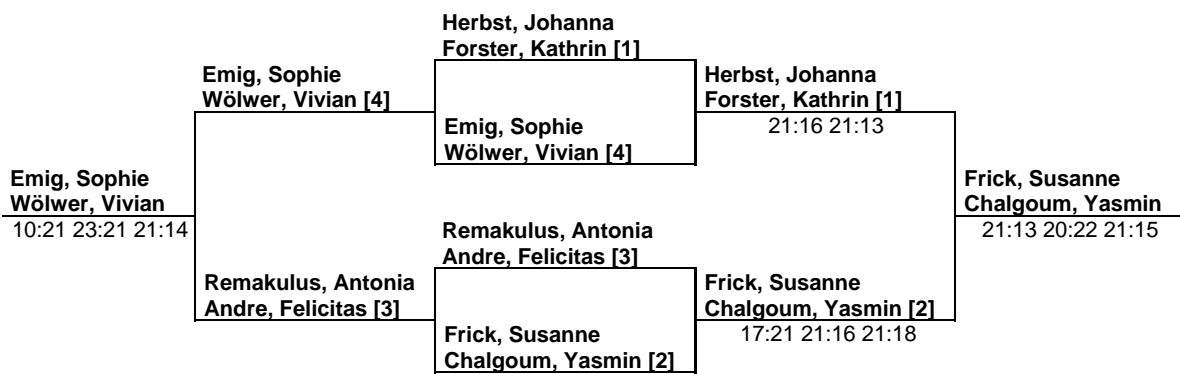 Herbst, Johanna
Forster, Kathrin [1]
Emig, Sophie
Wölwer, Vivian [4]
Herbst, Johanna
Forster, Kathrin [1]
21:16 21:13
Emig, Sophie
Wölwer, Vivian [4]
Emig, Sophie
Wölwer, Vivian
10:21 23:21 21:14
Frick, Susanne
Chalgoum, Yasmin
21:13 20:22 21:15
Remakulus, Antonia
Andre, Felicitas [3]
Remakulus, Antonia
Andre, Felicitas [3]
Frick, Susanne
Chalgoum, Yasmin [2]
17:21 21:16 21:18
Frick, Susanne
Chalgoum, Yasmin [2]